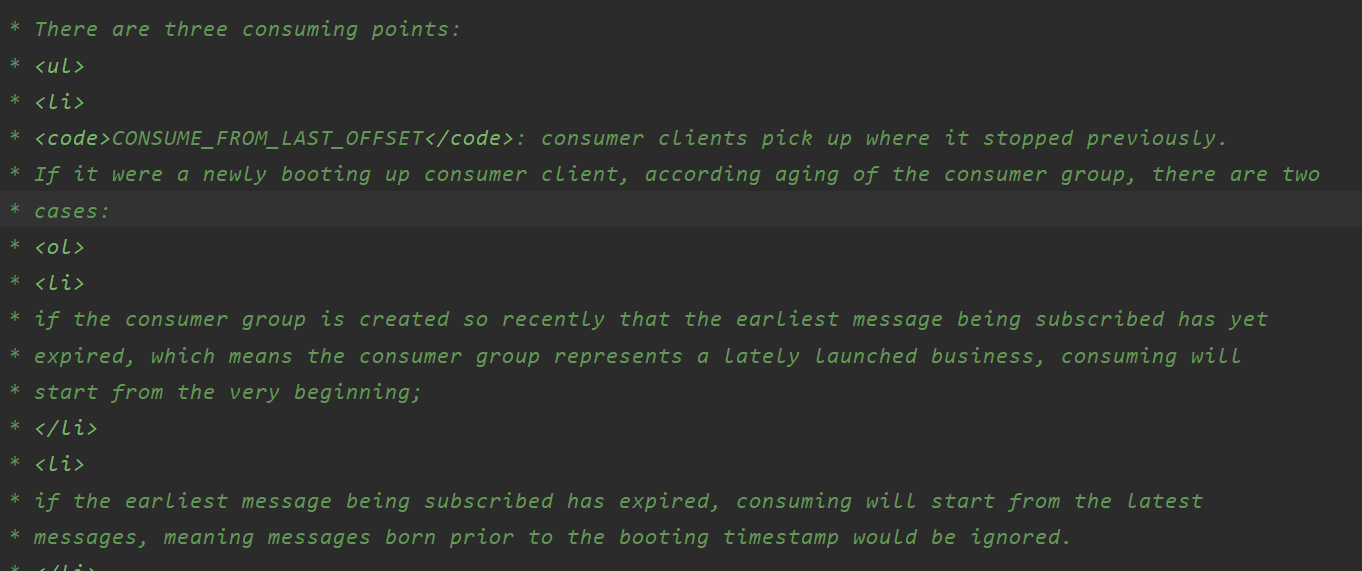 * There are three consuming points:
* <ul>
* <li>
* <code>CONSUME_FROM_LAST_OFFSET</code>: consumer clients pick up where it stopped previously.
* If it were a newly booting up consumer client, according aging of the consumer group, there are two
* cases:
* <ol>
* <li>
* if the consumer group is created so recently that the earliest message being subscribed has yet
* expired, which means the consumer group represents a lately launched business, consuming will
* start from the very beginning;
* </li>
* <li>
* if the earliest message being subscribed has expired, consuming will start from the latest
* messages, meaning messages born prior to the booting timestamp would be ignored.
* </li>